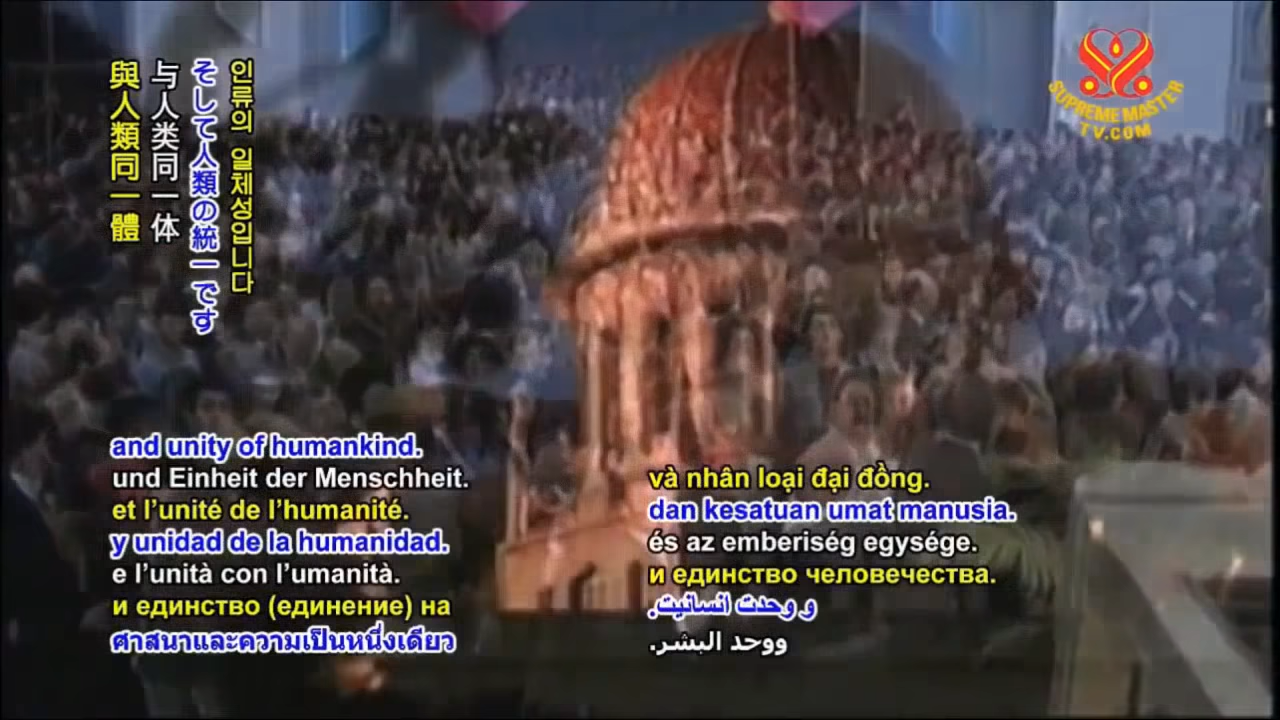 與人類同一體
与人类同一体
そして人類の統一です
인류의 일체성입니다
SUPREME MASTER
TV.COM
and unity of humankind.
und Einheit der Menschheit.
et l’unité de l’humanité.
y unidad de la humanidad.
e l’unità con l’umanità.
и единство (единение) на
ศาสนาและความเป็นหนึ่งเดียว
và nhân loại đại đồng.
dan kesatuan umat manusia.
és az emberiség egysége.
и единство человечества.
و وحدت انسانیت.
ووحد البشر.